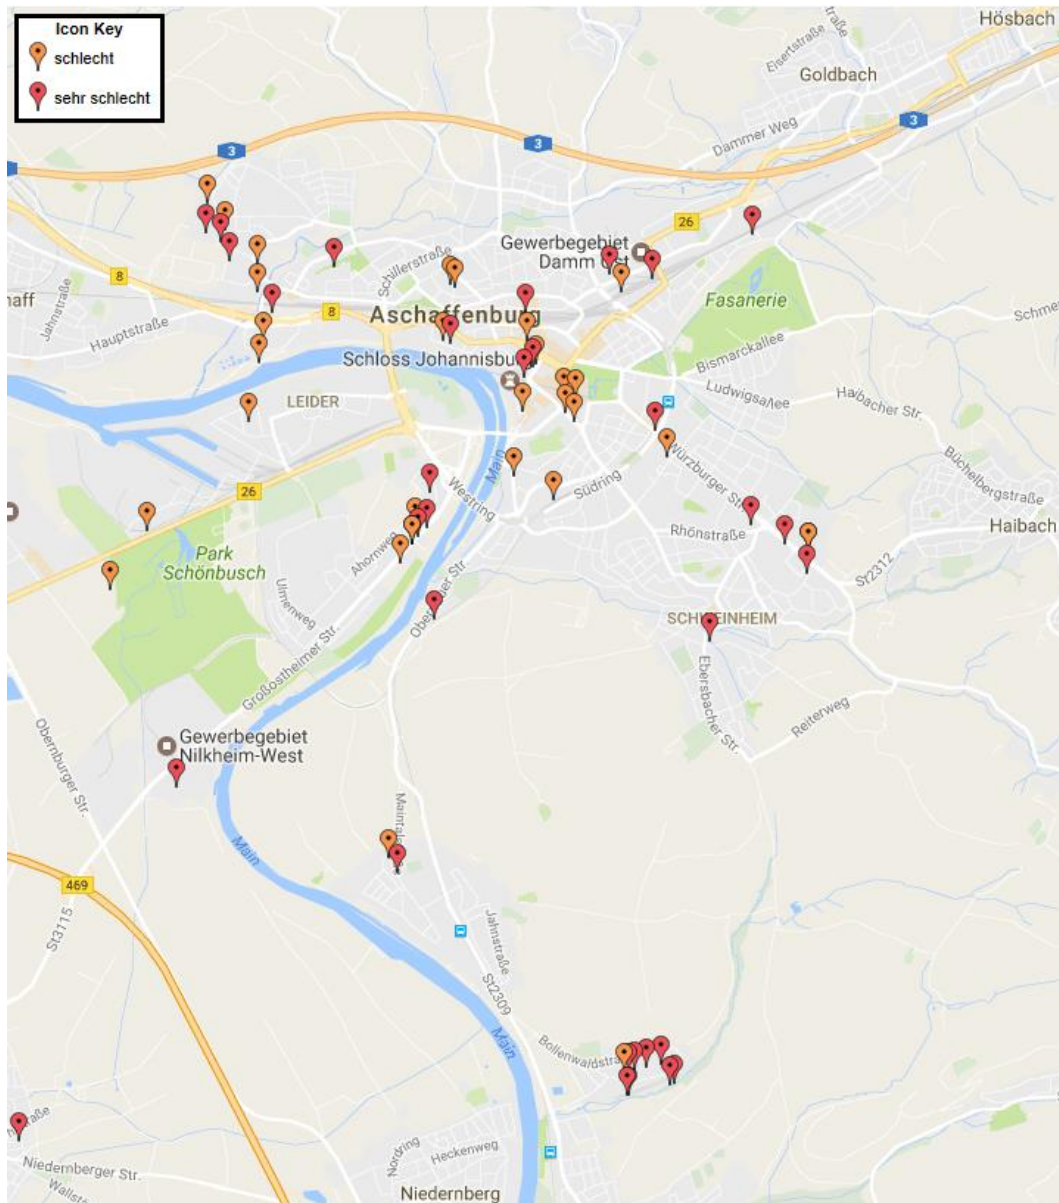 Icon Key
schlecht
sehr schlecht
Hösbach
Eisertstraße
Goldbach
3
3
3
Dammer Weg
26
Schillerstraße
Gewerbegebiet
Damm Ost
8
Jahnstraße
Hauptstraße
8
Aschaffenburg
Fasanerie
Schloss Johannisburg
Bismarckallee
LEIDER
Ludwigsallee
Haibacher Str.
Main
Westring
Südring
Würzburger Str.
Büchelbergstraße
26
Rhönstraße
Haibach
Park
Schönbusch
Ahornweg
Ulmenweg
St2312
SCHWEINHEIM
Großostheimer Str.
Ebersbacher Str.
Reiterweg
Obernburger Str.
Gewerbegebiet
Nilkheim-West
Main
469
St3115
Jahnstraße
St2309
Main
Bollenwaldstraße
Niedernberger Str.
Nordring
Heckenweg
Niedernberg